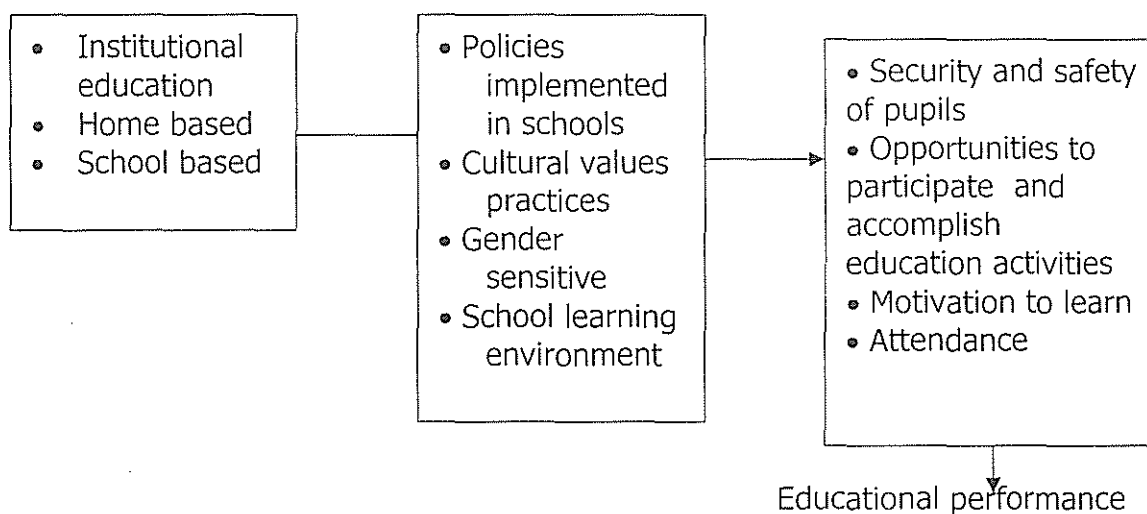 • Institutional
education
• Home based
• School based
• Policies
implemented
in schools
• Cultural values
practices
• Gender
sensitive
• School learning
environment
• Security and safety
of pupils
• Opportunities to
participate and
accomplish
education activities
• Motivation to learn
• Attendance
Educational performance